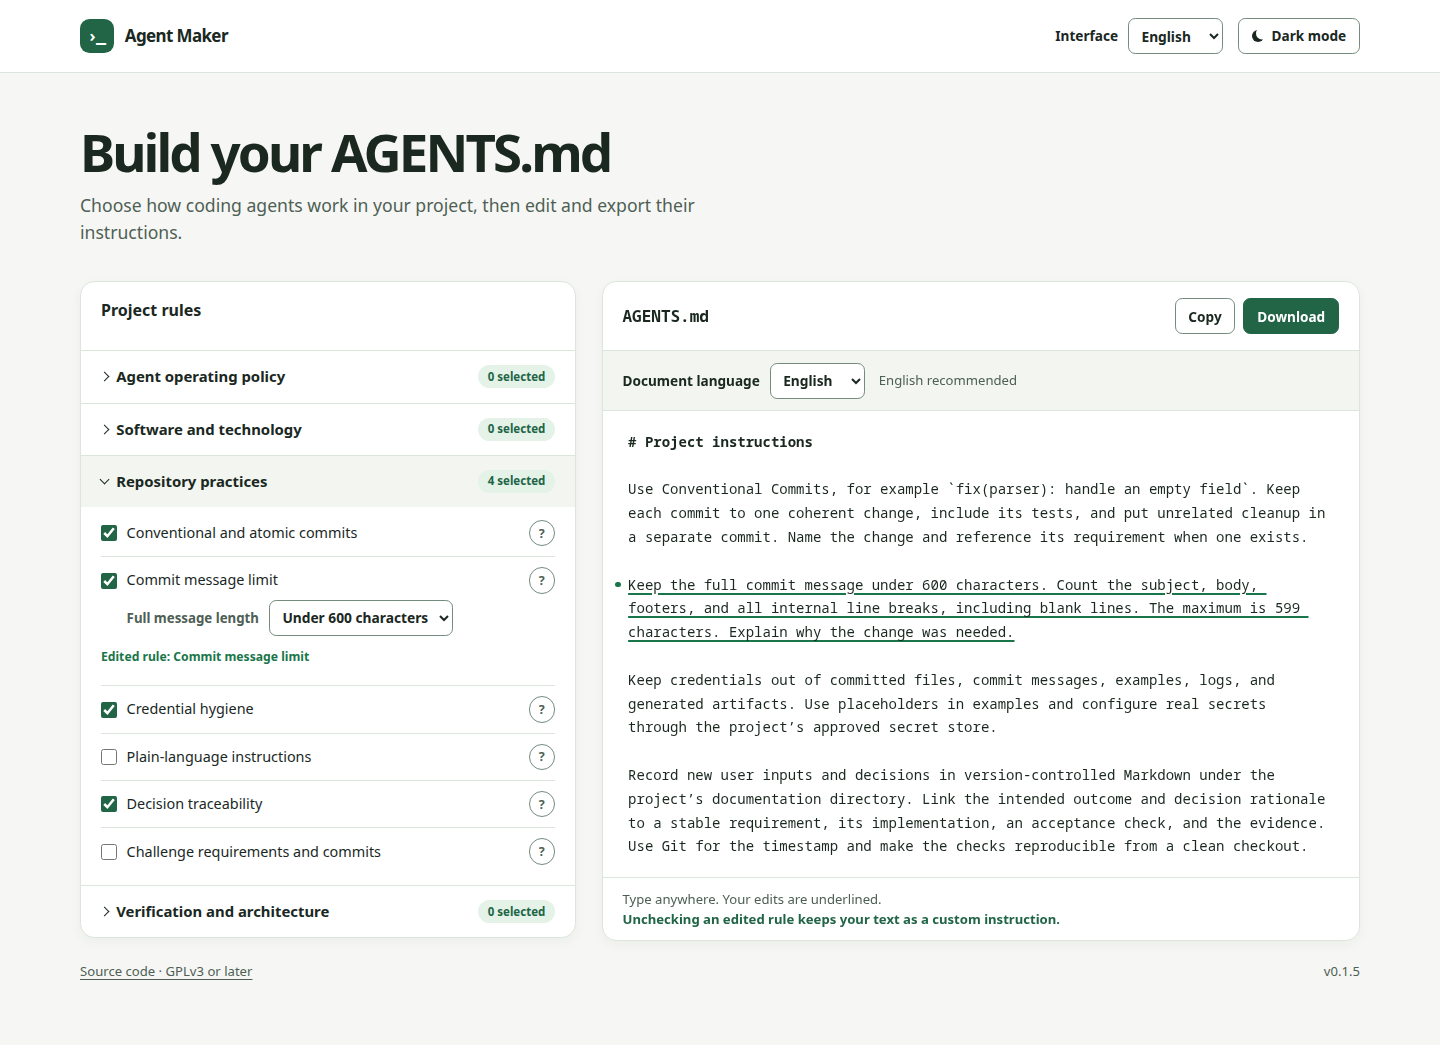 ›_ Agent Maker
Interface English Dark mode
Build your AGENTS.md
Choose how coding agents work in your project, then edit and export their
instructions.
Project rules
Agent operating policy 0 selected
Software and technology 0 selected
Repository practices 4 selected
Conventional and atomic commits ?
Commit message limit ?
Full message length Under 600 characters
Edited rule: Commit message limit
Credential hygiene ?
Plain-language instructions ?
Decision traceability ?
Challenge requirements and commits ?
Verification and architecture 0 selected
AGENTS.md Copy Download
Document language English English recommended
# Project instructions
Use Conventional Commits, for example `fix(parser): handle an empty field`. Keep
each commit to one coherent change, include its tests, and put unrelated cleanup in
a separate commit. Name the change and reference its requirement when one exists.
Keep the full commit message under 600 characters. Count the subject, body,
footers, and all internal line breaks, including blank lines. The maximum is 599
characters. Explain why the change was needed.
Keep credentials out of committed files, commit messages, examples, logs, and
generated artifacts. Use placeholders in examples and configure real secrets
through the project’s approved secret store.
Record new user inputs and decisions in version-controlled Markdown under the
project’s documentation directory. Link the intended outcome and decision rationale
to a stable requirement, its implementation, an acceptance check, and the evidence.
Use Git for the timestamp and make the checks reproducible from a clean checkout.
Type anywhere. Your edits are underlined.
Unchecking an edited rule keeps your text as a custom instruction.
Source code · GPLv3 or later
v0.1.5